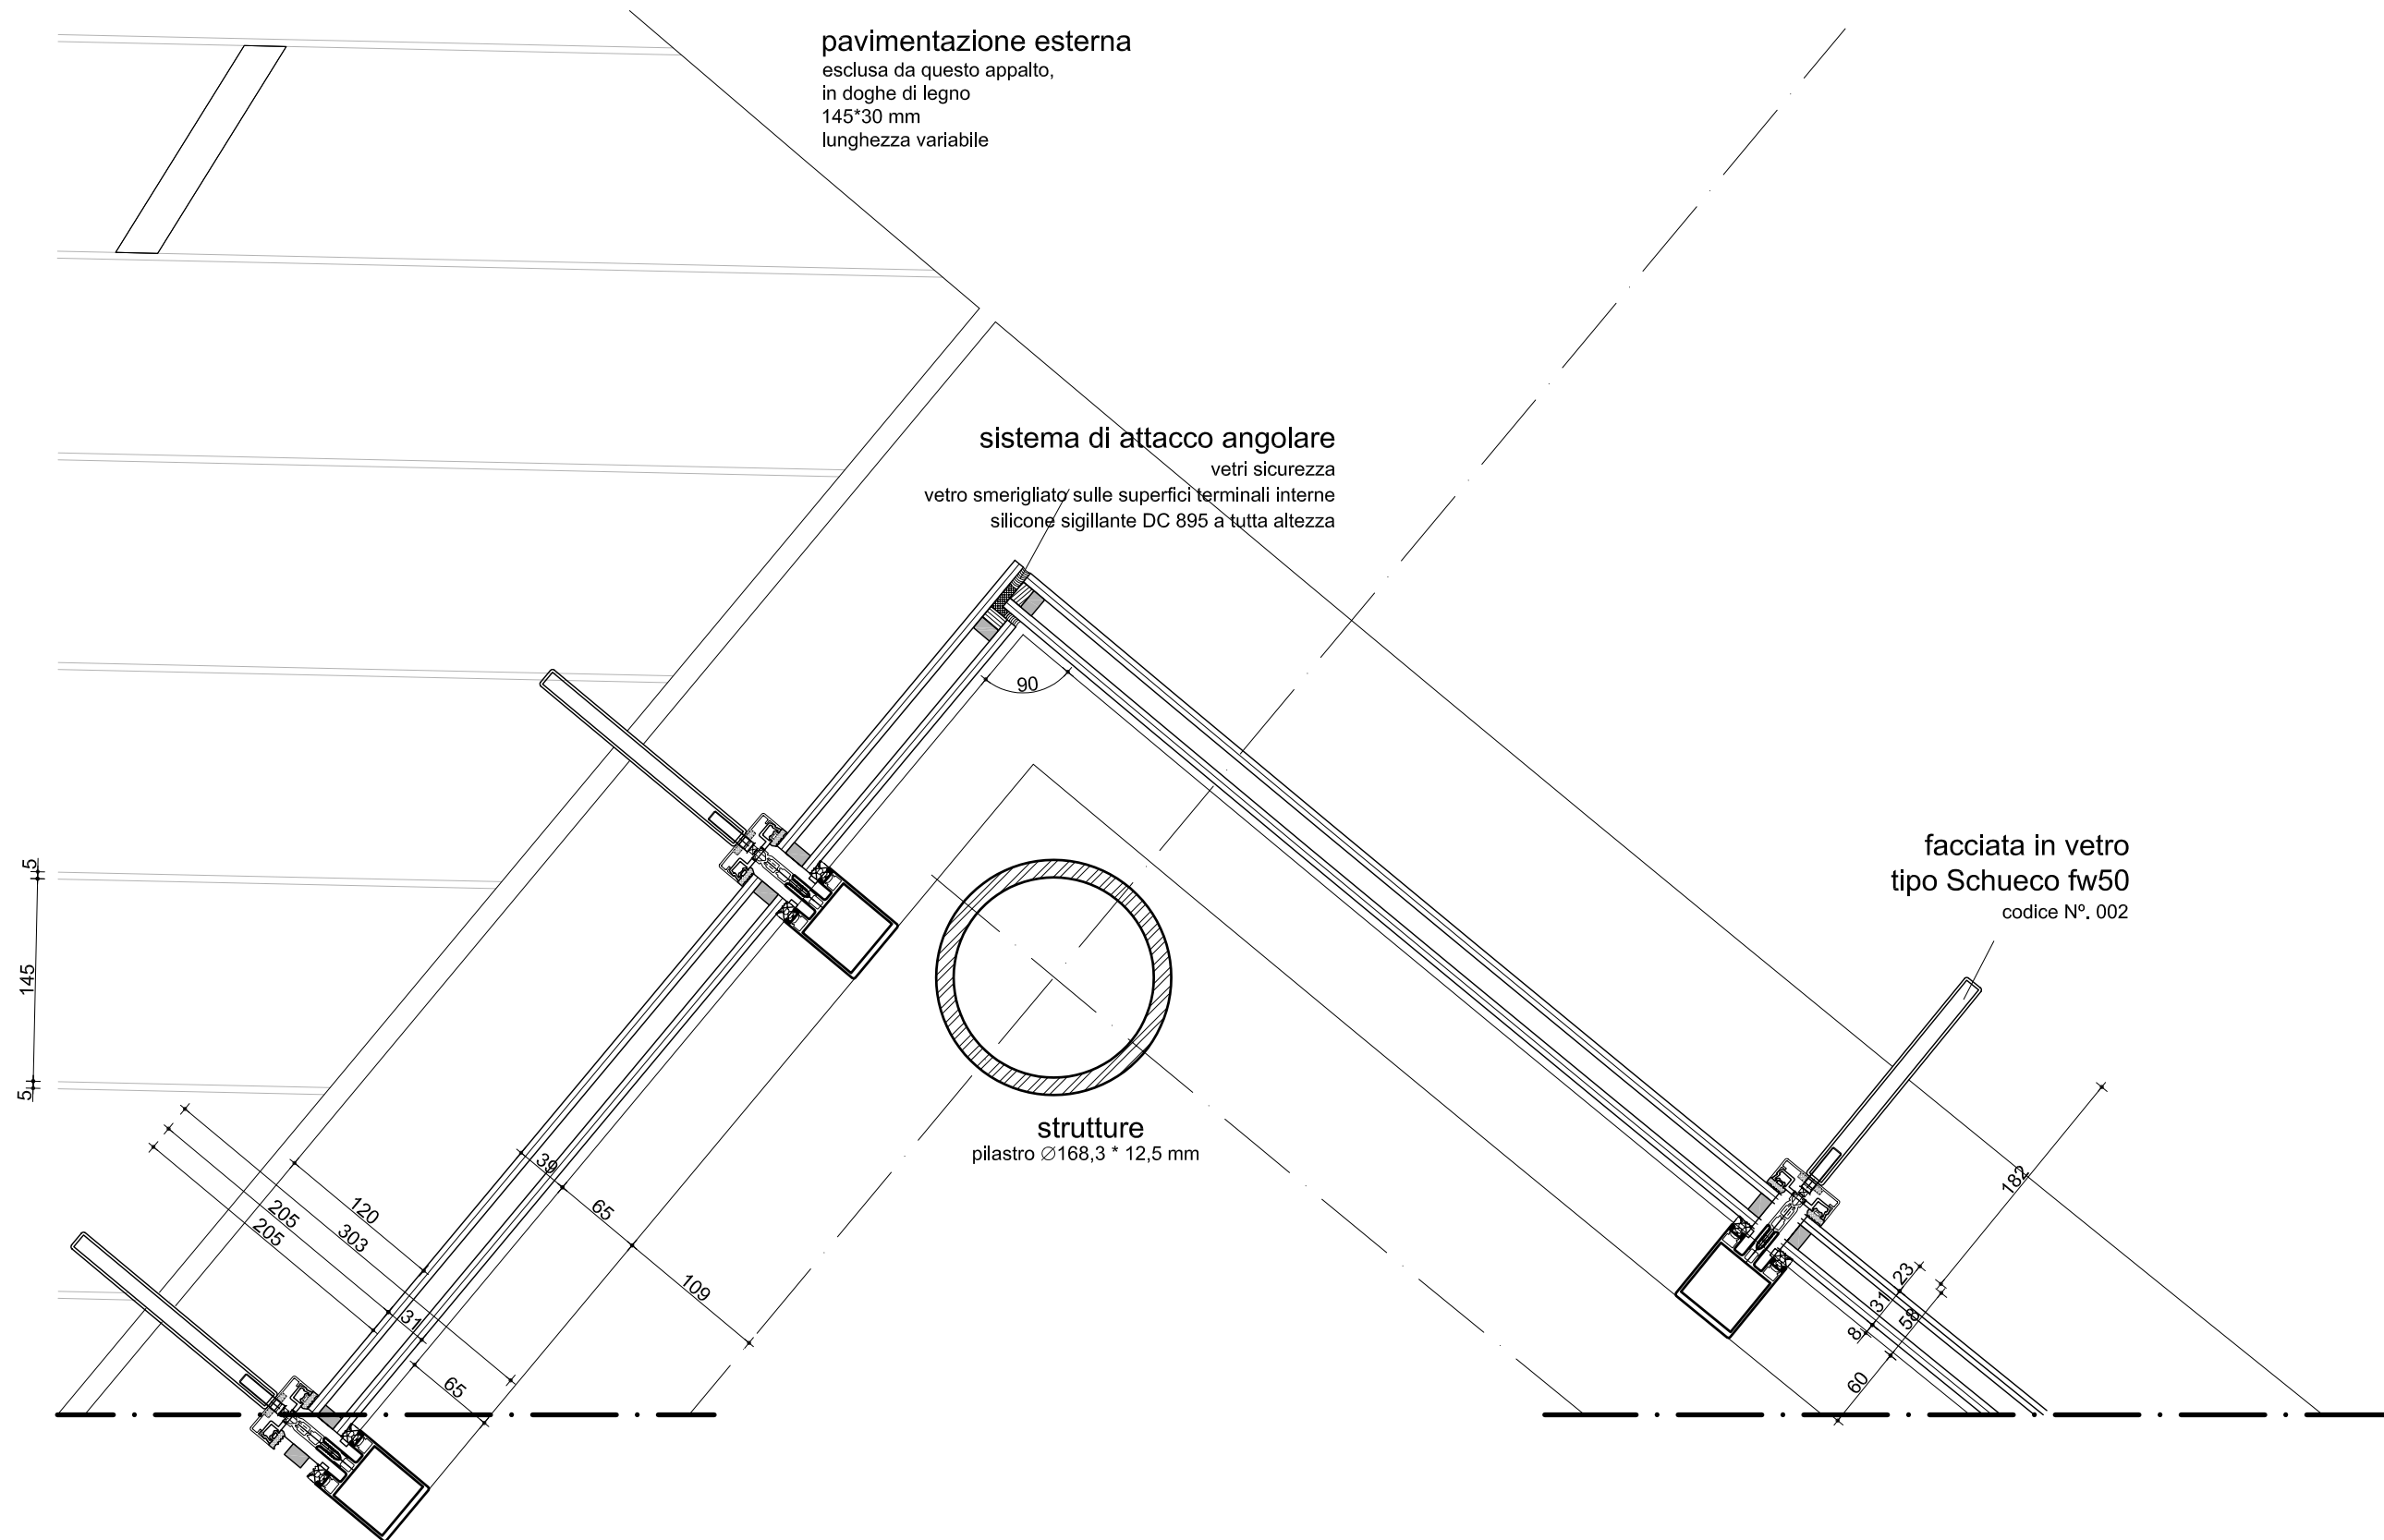 pavimentazione esterna
esclusa da questo appalto,
in doghe di legno
145*30 mm
lunghezza variabile
sistema di attacco angolare
vetri sicurezza
vetro smerigliato sulle superfici terminali interne
silicone sigillante DC 895 a tutta altezza
90
facciata in vetro
tipo Schueco fw50
codice Nº. 002
5
145
5
strutture
pilastro ∅168,3 * 12,5 mm
39
65
109
120
205
303
205
31
65
182
23
31
58
8
60